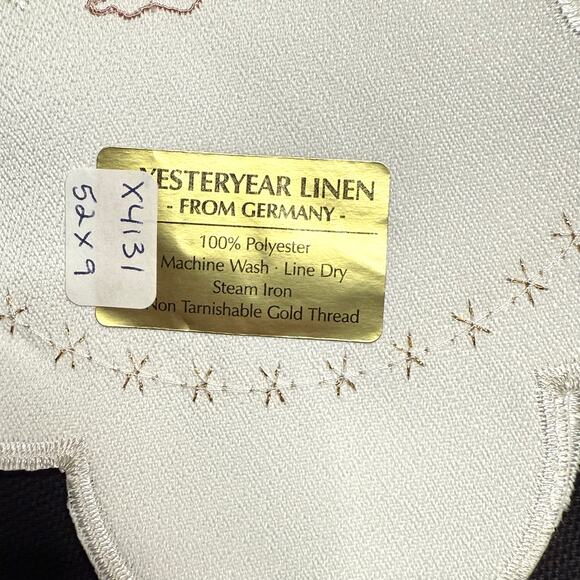 YESTERYEAR LINEN
- FROM GERMANY -
100% Polyester
Machine Wash · Line Dry
Steam Iron
Non Tarnishable Gold Thread
X4131
52x9